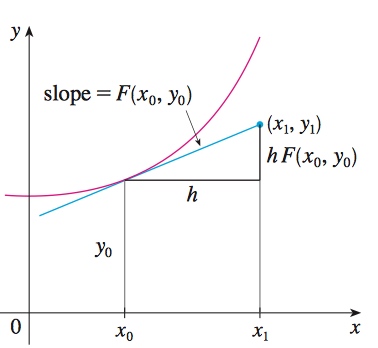 y
slope = F(x₀, y₀)
(x₁, y₁)
h F(x₀, y₀)
h
y₀
0
x₀
x₁
x